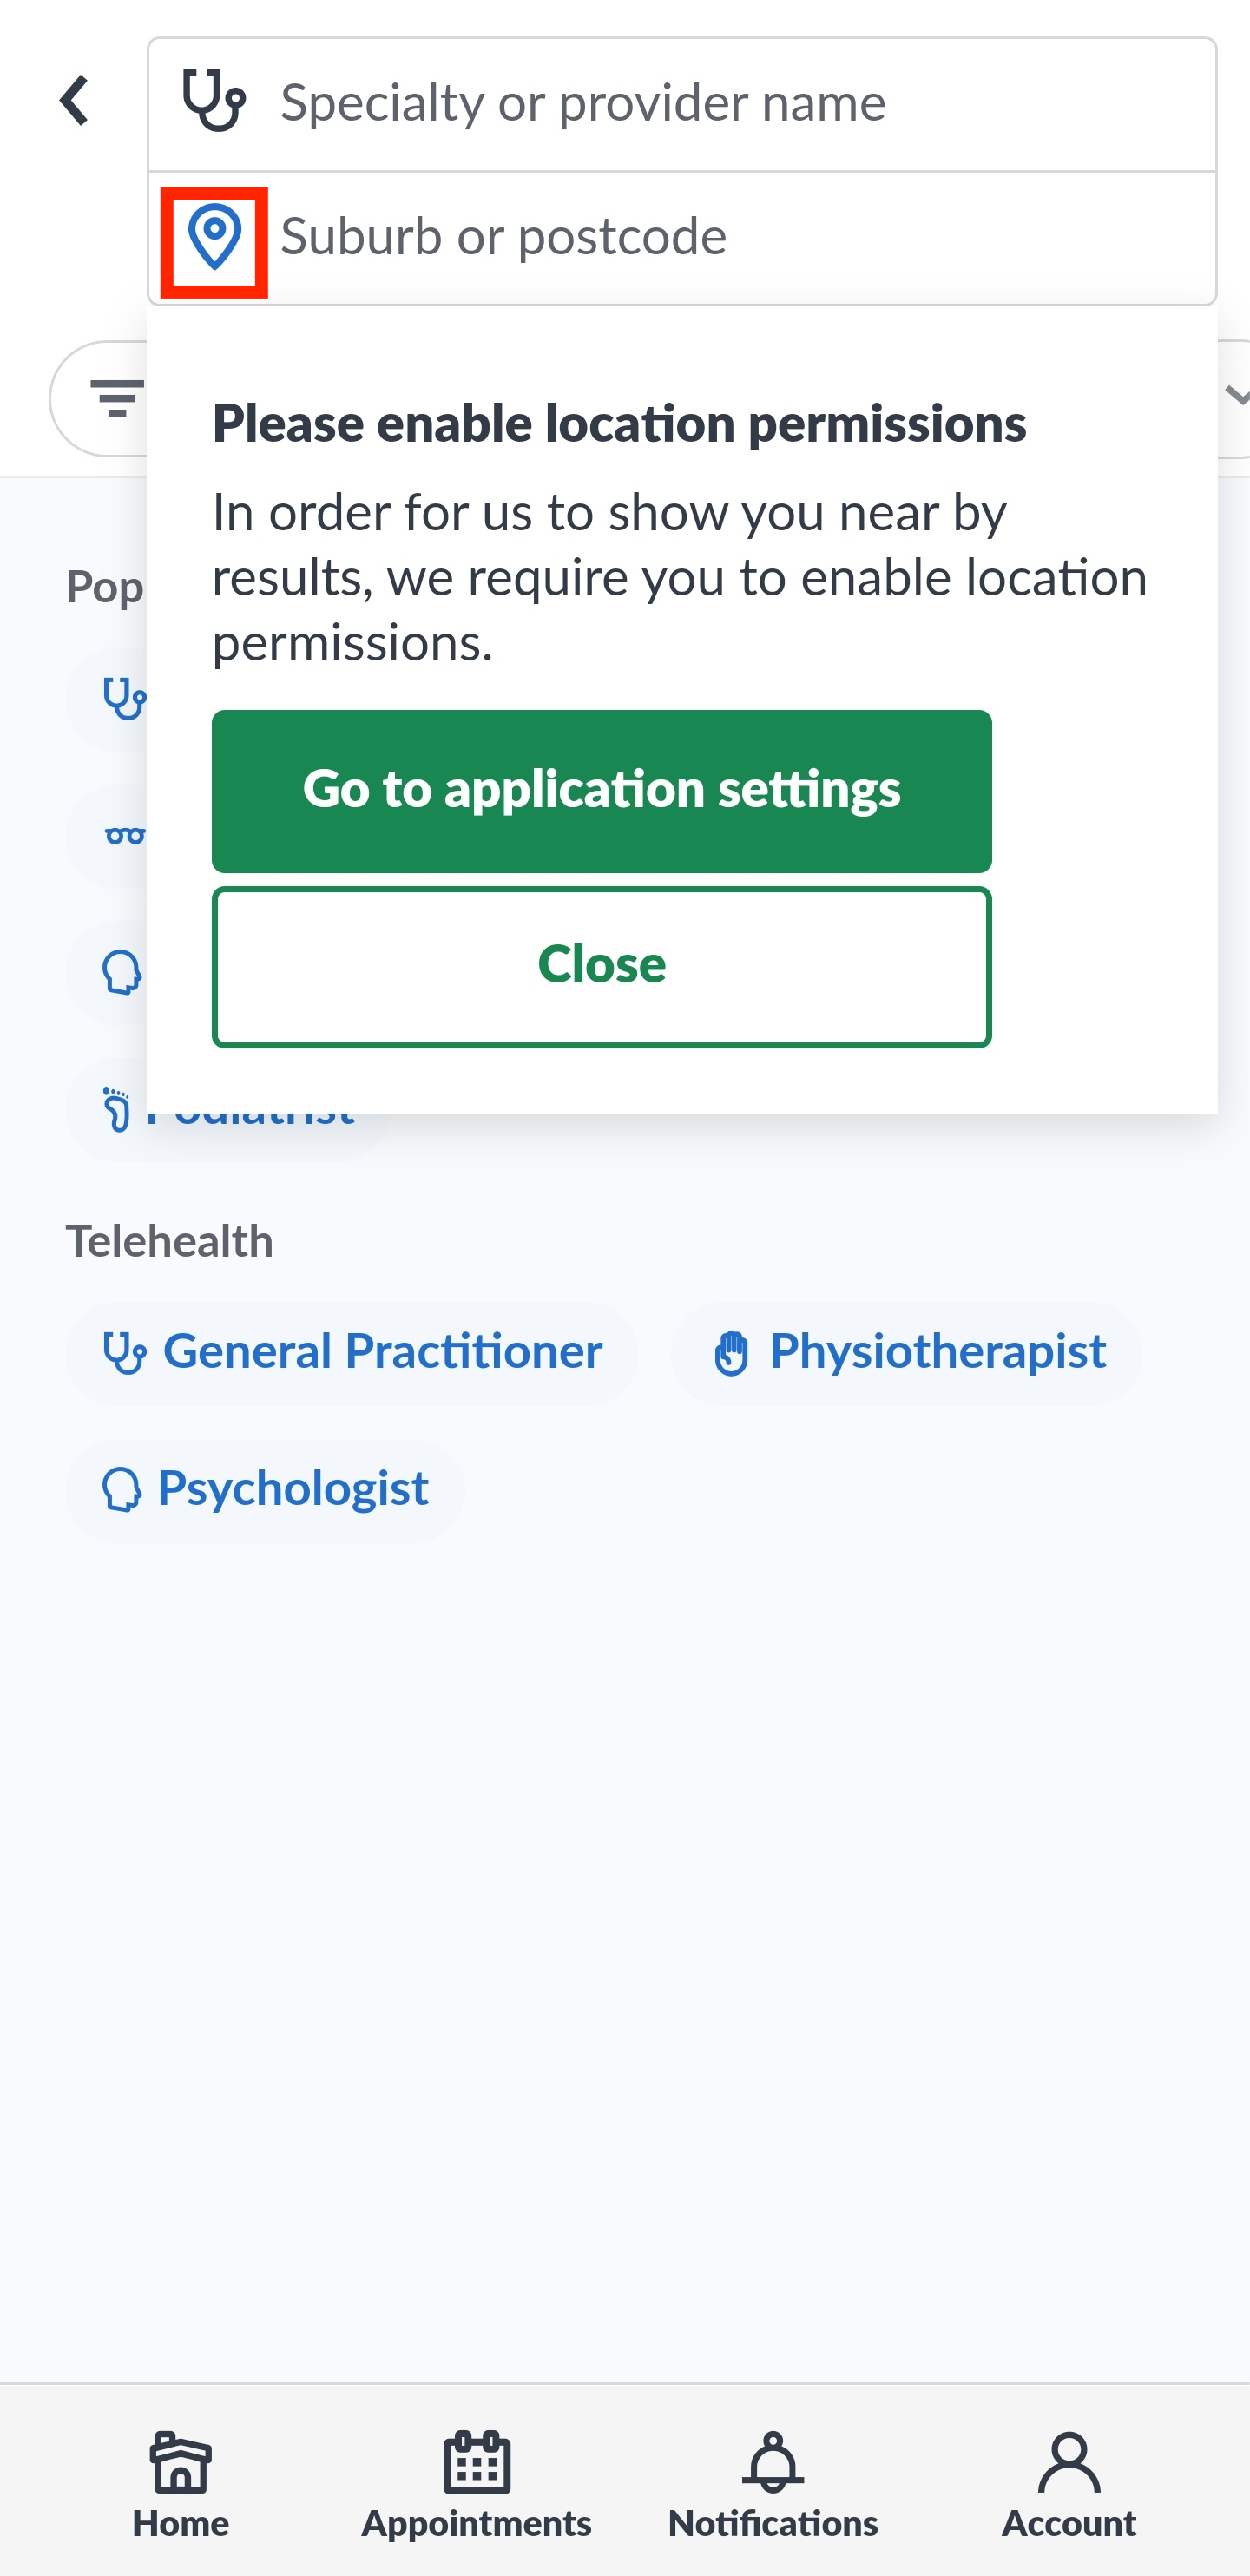 Specialty or provider name
Suburb or postcode
Please enable location permissions
In order for us to show you near by
results, we require you to enable location
permissions.
Go to application settings
Close
Pop
Podiatrist
Telehealth
General Practitioner
Physiotherapist
Psychologist
Home
Appointments
Notifications
Account